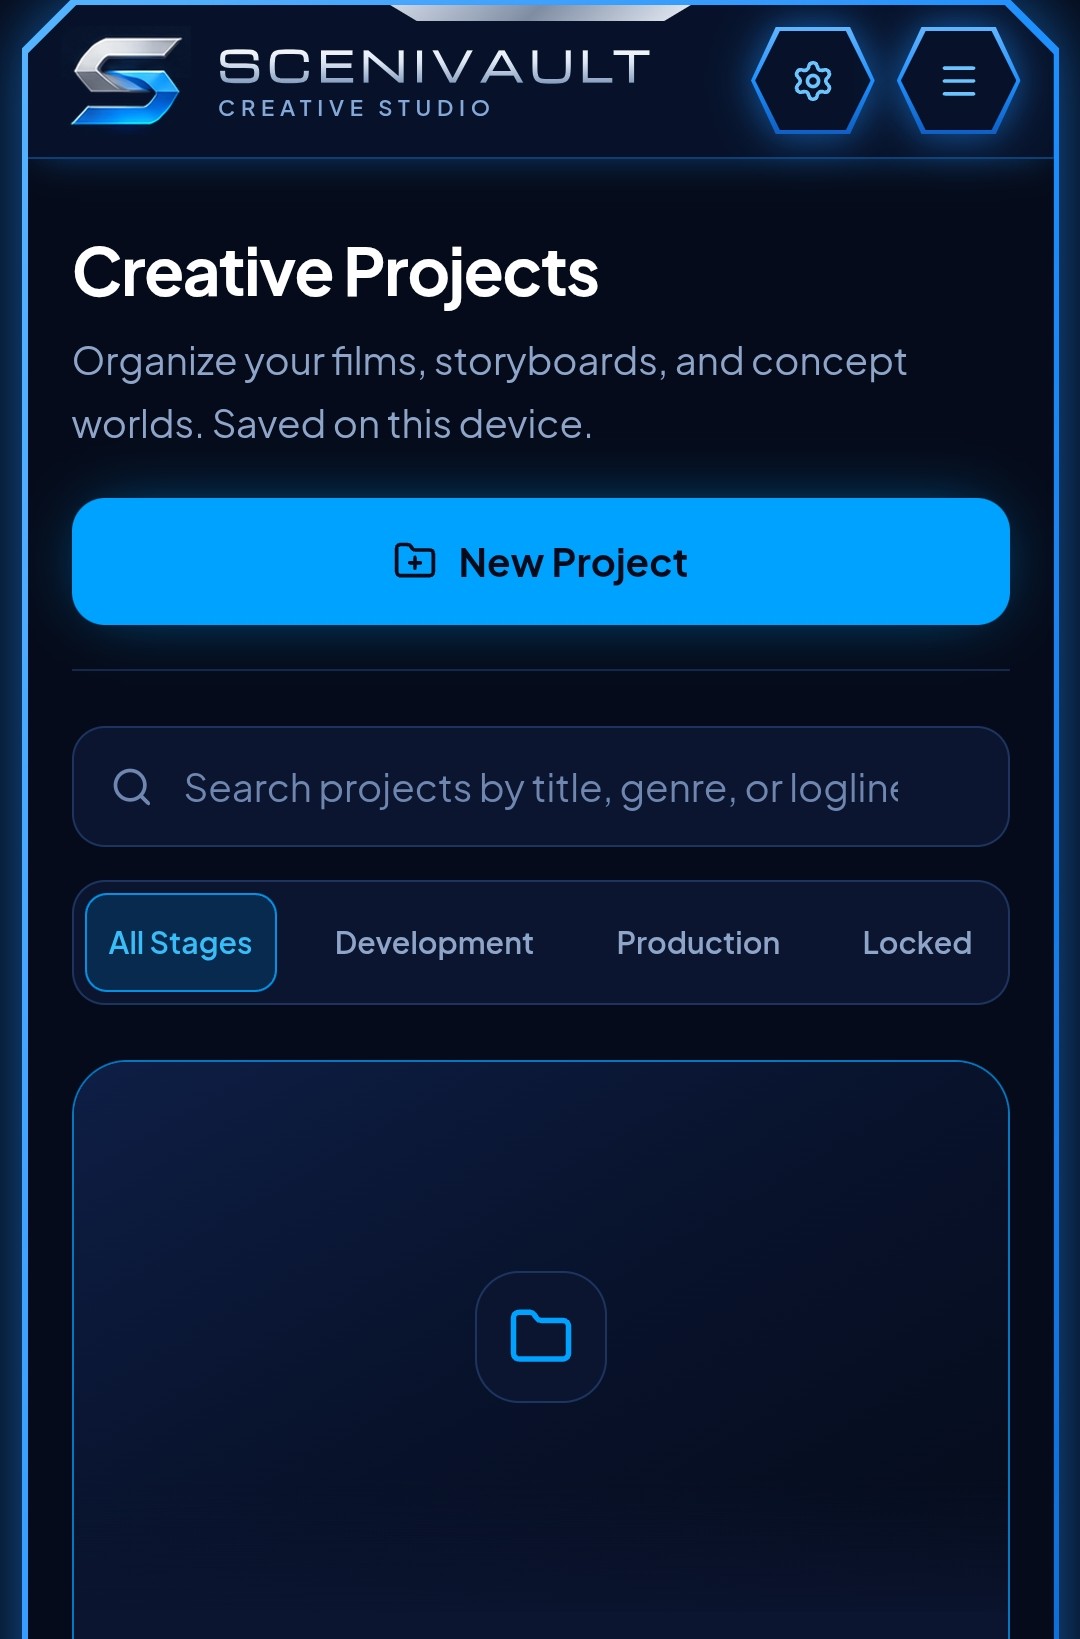 SCENIVAULT
CREATIVE STUDIO
Creative Projects
Organize your films, storyboards, and concept
worlds. Saved on this device.
New Project
Search projects by title, genre, or logline
All Stages
Development
Production
Locked